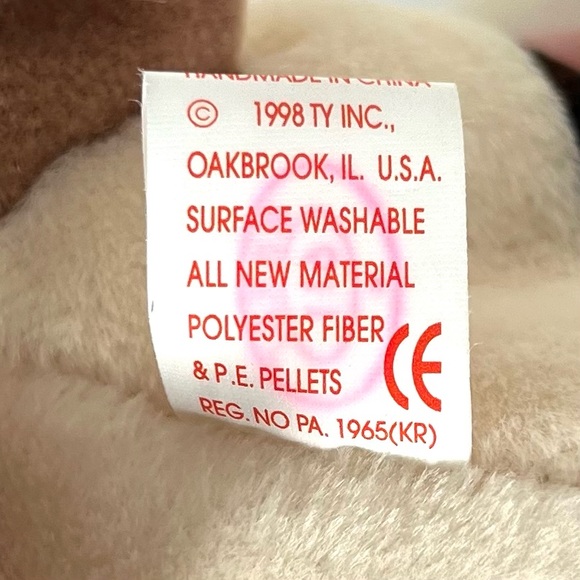 HANDMADE IN CHINA
© 1998 TY INC.,
OAKBROOK, IL. U.S.A.
SURFACE WASHABLE
ALL NEW MATERIAL
POLYESTER FIBER
& P.E. PELLETS
CE
REG. NO PA. 1965(KR)